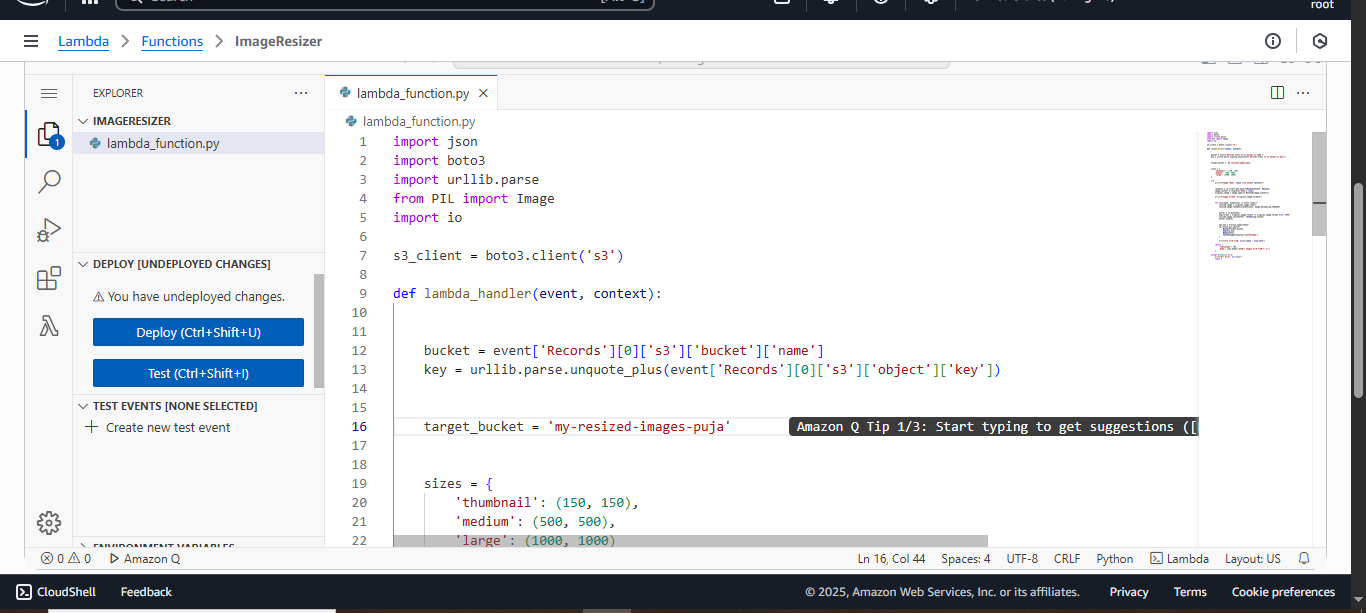 root
Lambda > Functions > ImageResizer
EXPLORER
lambda_function.py
IMAGERESIZER
lambda_function.py
1
lambda_function.py
1 import json
2 import boto3
3 import urllib.parse
4 from PIL import Image
5 import io
6
7 s3_client = boto3.client('s3')
8
9 def lambda_handler(event, context):
10
11
12 bucket = event['Records'][0]['s3']['bucket']['name']
13 key = urllib.parse.unquote_plus(event['Records'][0]['s3']['object']['key'])
14
15
16 target_bucket = 'my-resized-images-puja' Amazon Q Tip 1/3: Start typing to get suggestions ([
17
18
19 sizes = {
20 'thumbnail': (150, 150),
21 'medium': (500, 500),
22 'large': (1000, 1000)
DEPLOY [UNDEPLOYED CHANGES]
You have undeployed changes.
Deploy (Ctrl+Shift+U)
Test (Ctrl+Shift+I)
TEST EVENTS [NONE SELECTED]
Create new test event
ENVIRONMENT VARIABLES
0 0 Amazon Q
Ln 16, Col 44 Spaces: 4 UTF-8 CRLF Python Lambda Layout: US
CloudShell Feedback
© 2025, Amazon Web Services, Inc. or its affiliates. Privacy Terms Cookie preferences